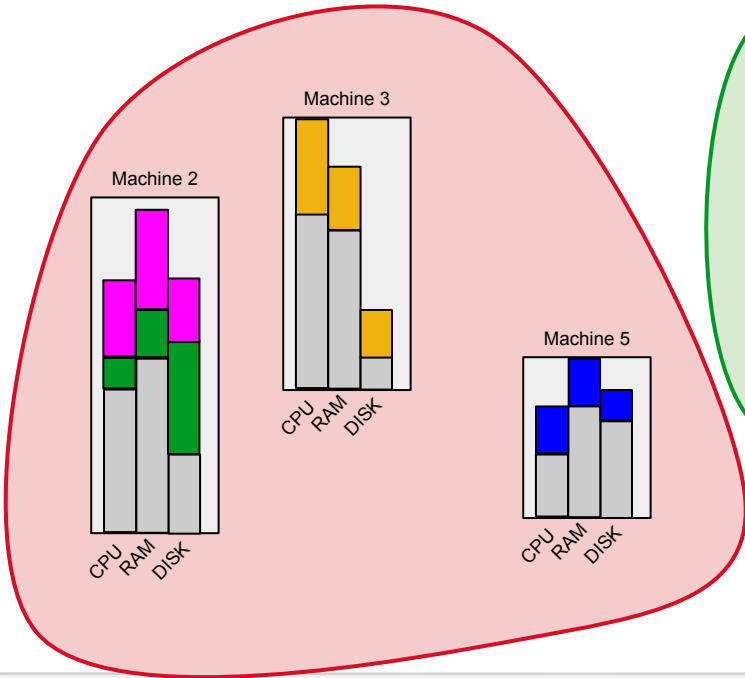 Machine 3
CPU
RAM
DISK
Machine 2
CPU
RAM
DISK
Machine 5
CPU
RAM
DISK